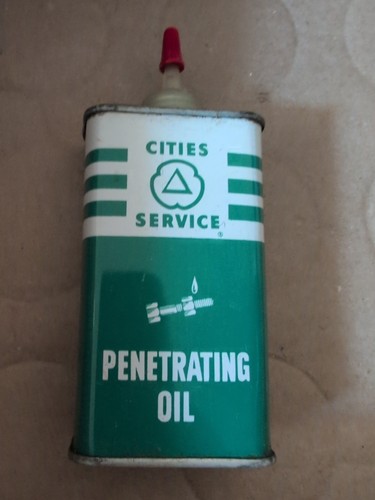 CITIES
SERVICE
®
PENETRATING
OIL